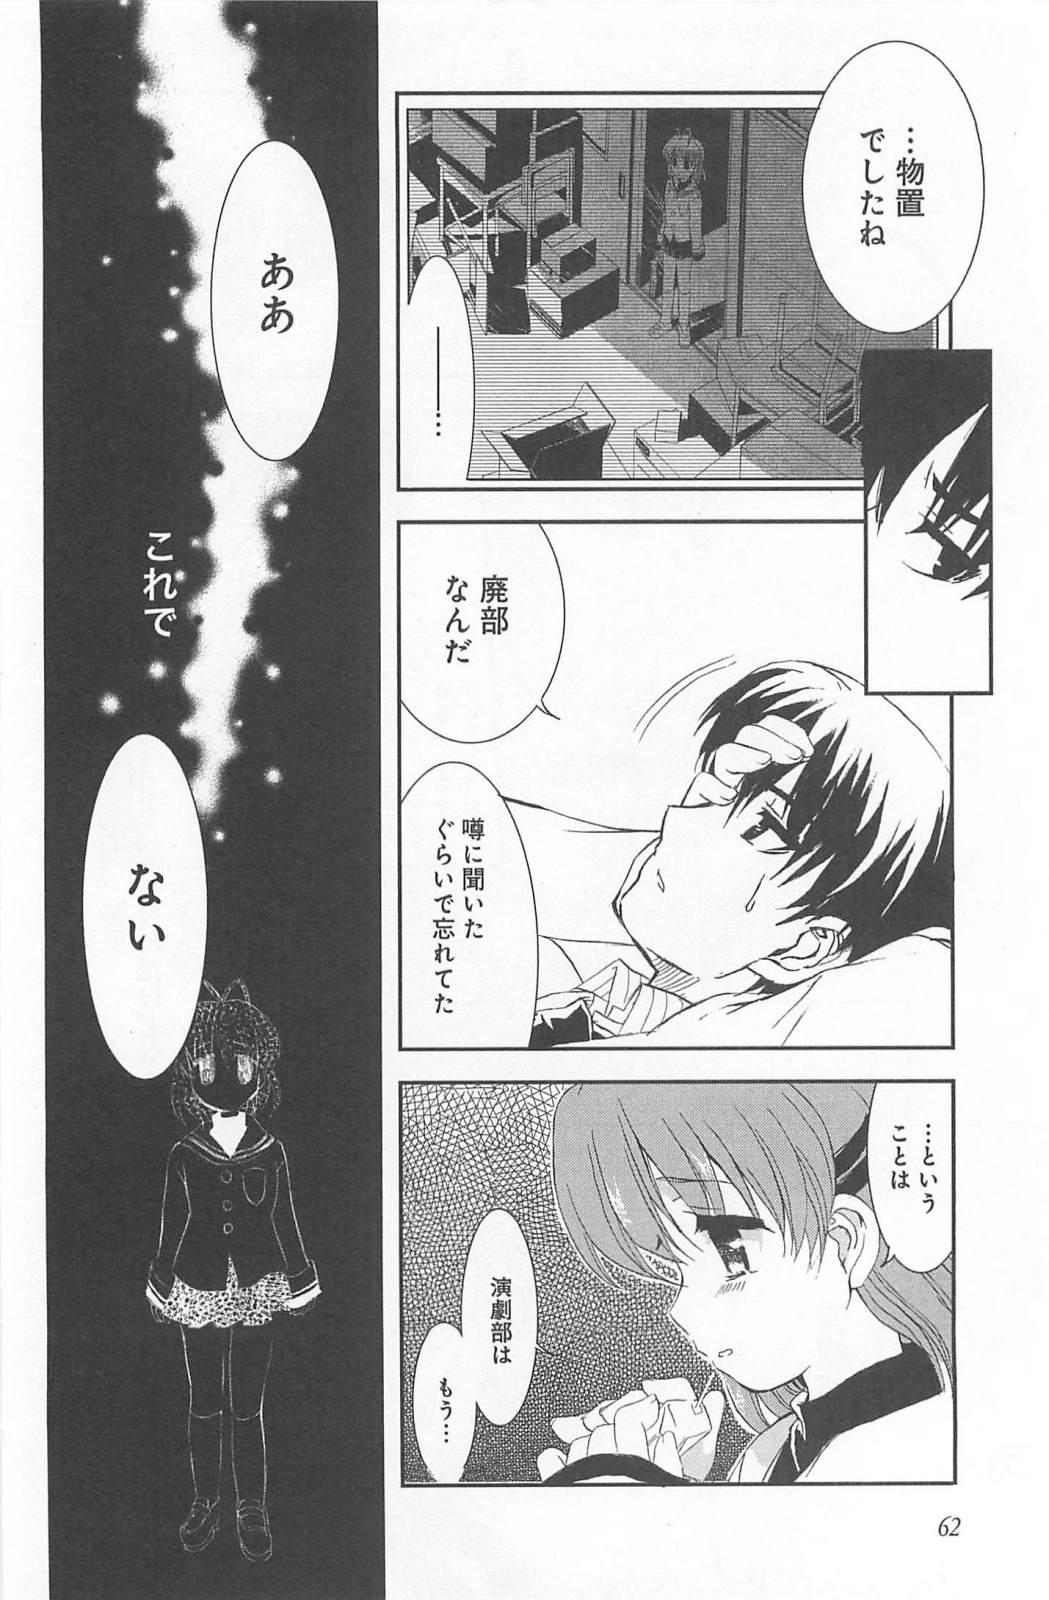 …物置
でしたね
―――…
廃部
なんだ
噂に聞いた
ぐらいで忘れてた
…という
ことは
演劇部は
もう…
ああ
これで
ない
62